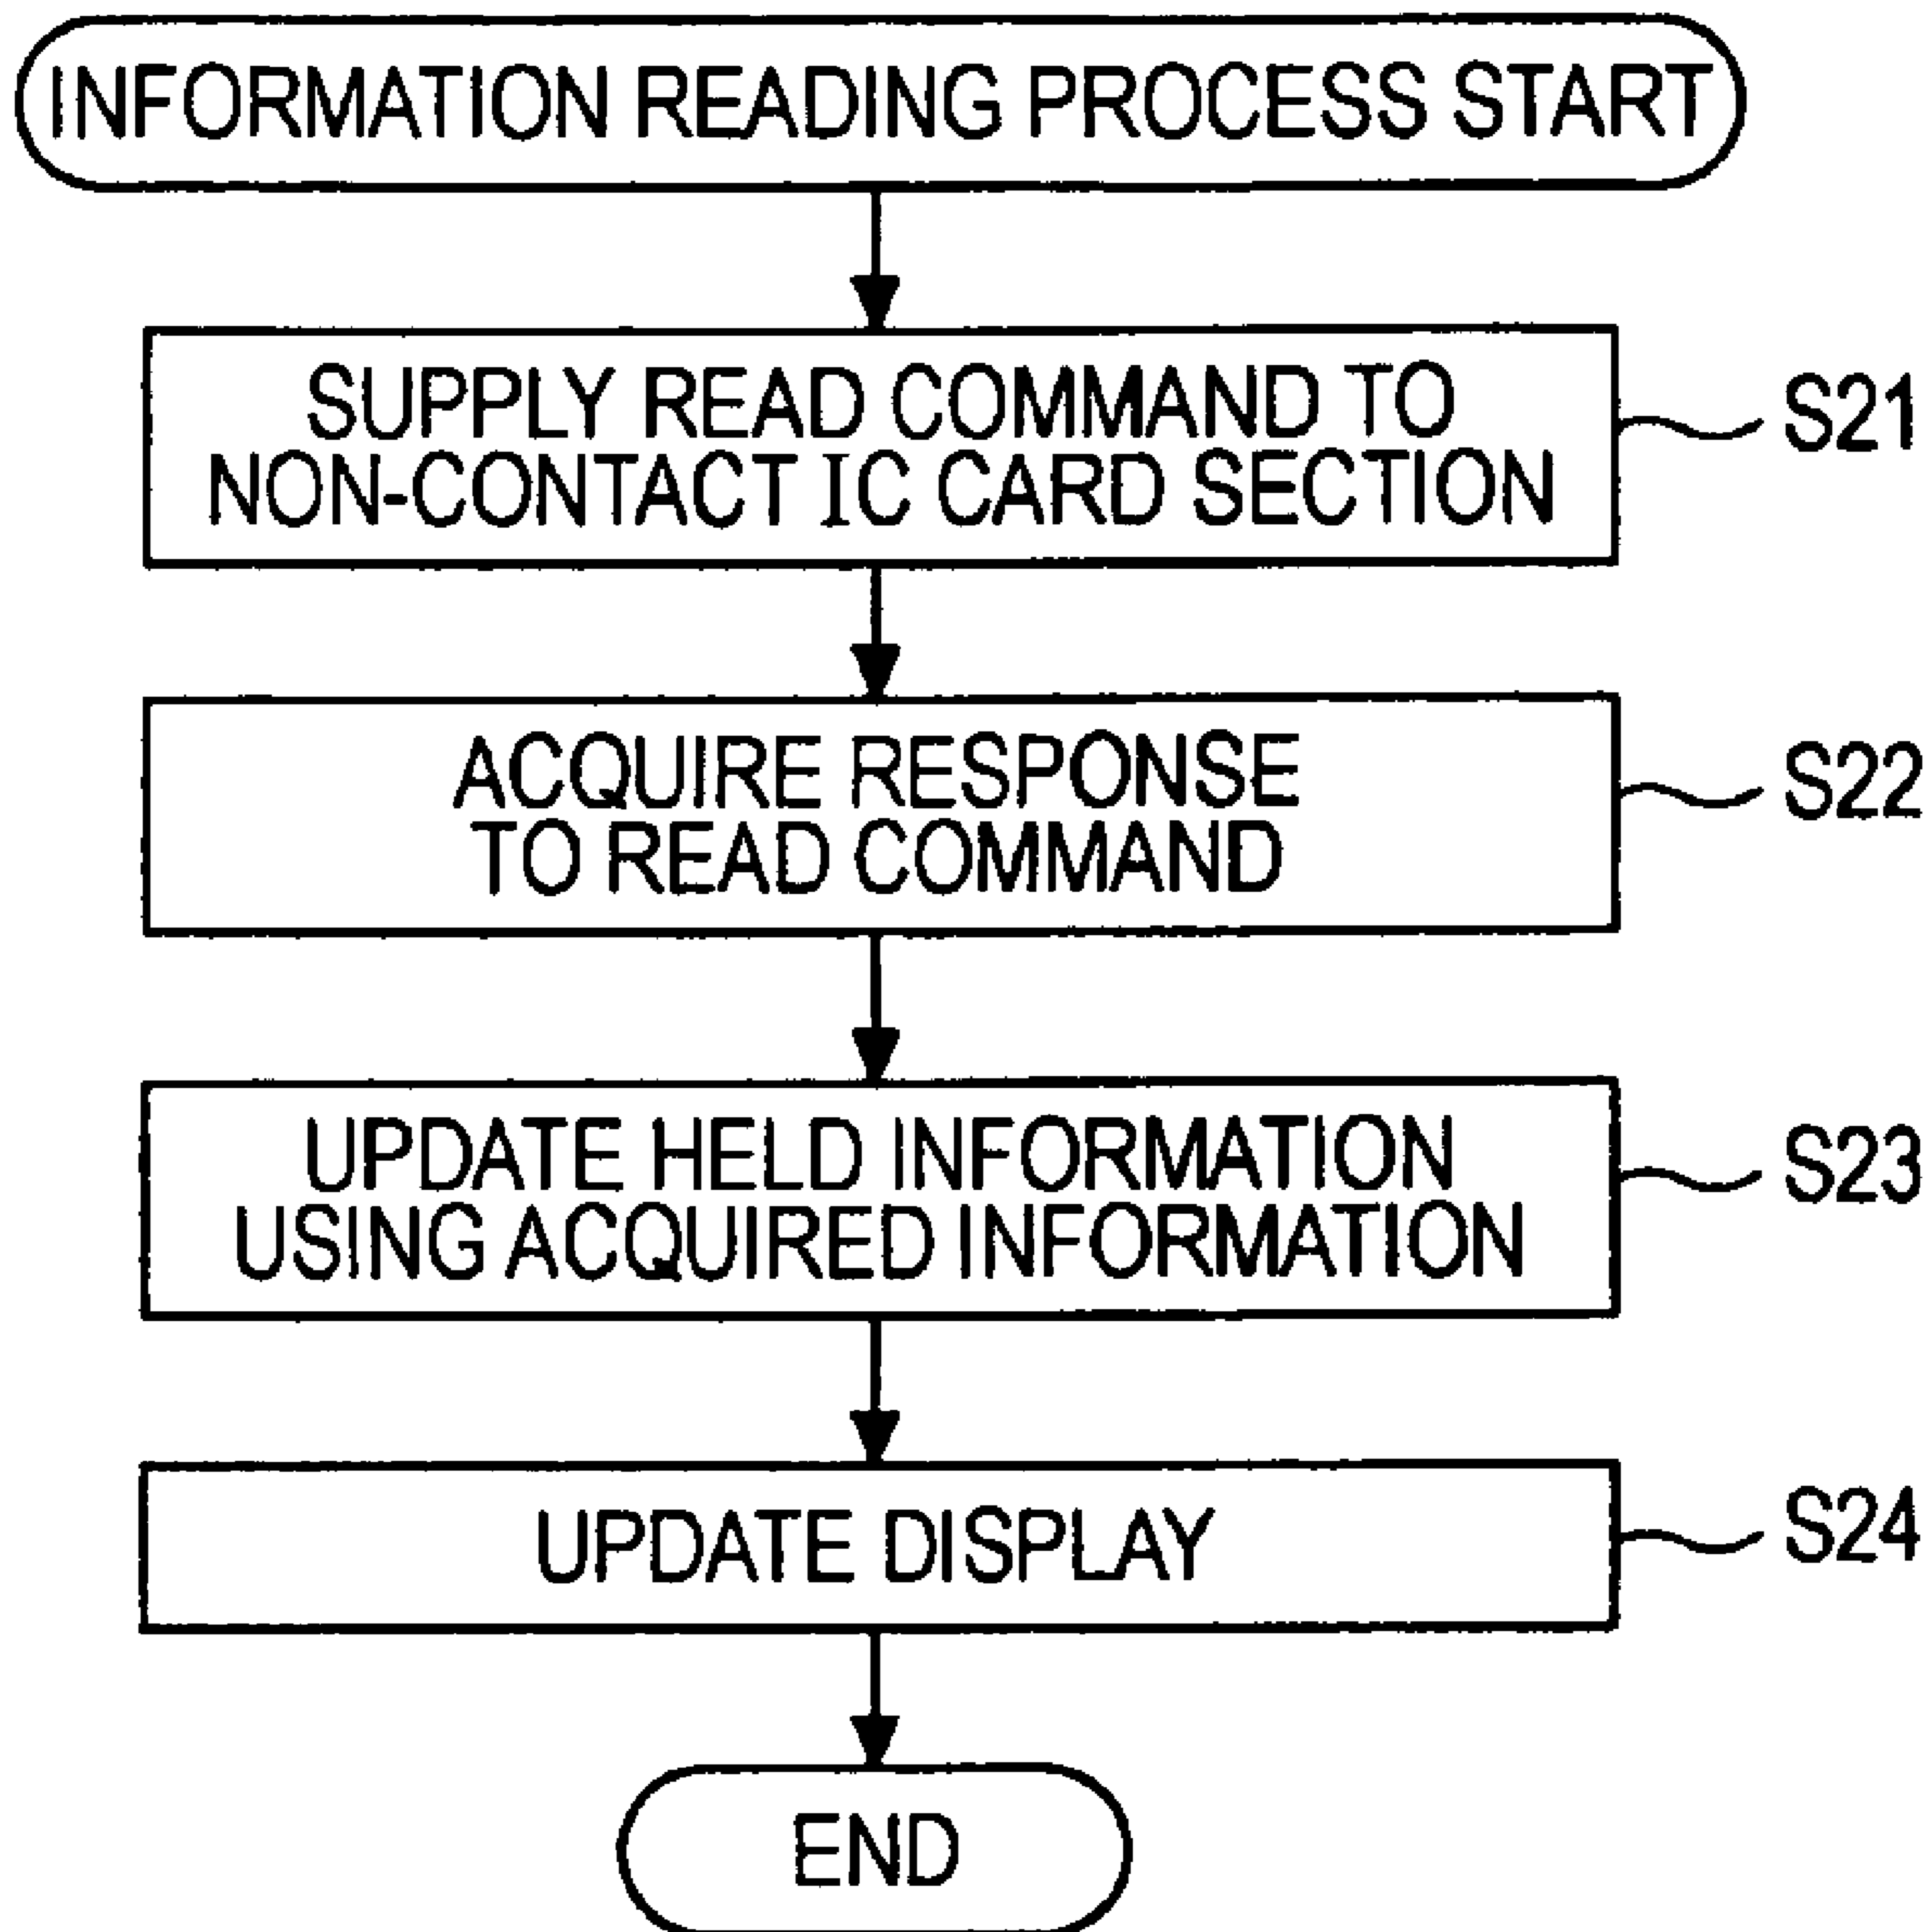 INFORMATION READING PROCESS START
SUPPLY READ COMMAND TO
NON-CONTACT IC CARD SECTION
S21
ACQUIRE RESPONSE
TO READ COMMAND
S22
UPDATE HELD INFORMATION
USING ACQUIRED INFORMATION
S23
UPDATE DISPLAY
S24
END